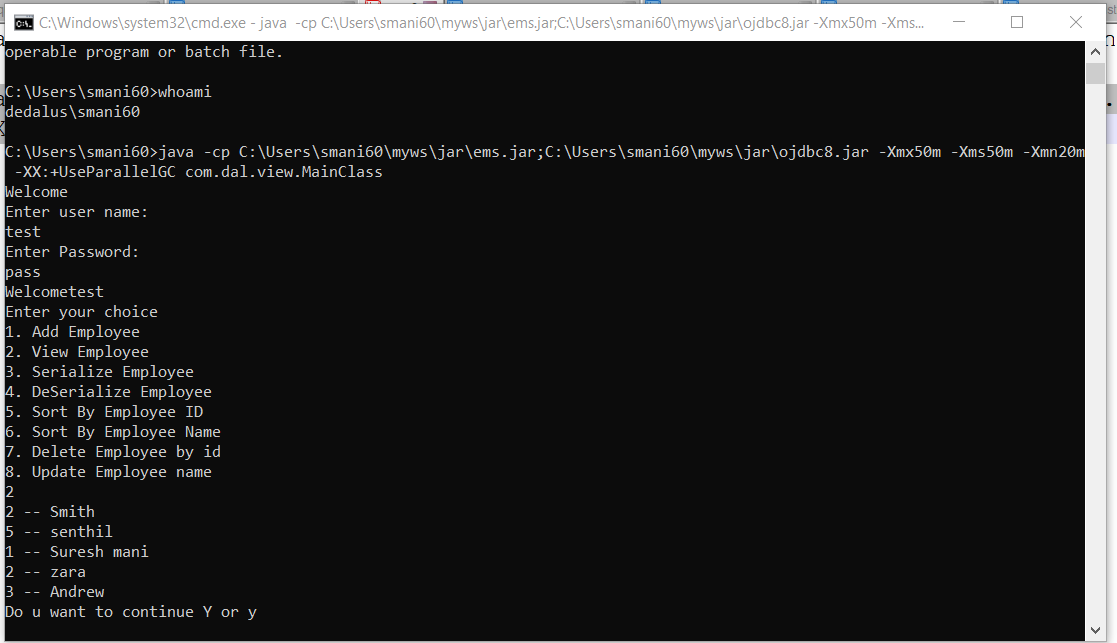 C:\Windows\system32\cmd.exe - java  -cp C:\Users\smani60\myws\jar\ems.jar;C:\Users\smani60\myws\jar\ojdbc8.jar -Xmx50m -Xms...
operable program or batch file.
C:\Users\smani60>whoami
dedalus\smani60
C:\Users\smani60>java -cp C:\Users\smani60\myws\jar\ems.jar;C:\Users\smani60\myws\jar\ojdbc8.jar -Xmx50m -Xms50m -Xmn20m
-XX:+UseParallelGC com.dal.view.MainClass
Welcome
Enter user name:
test
Enter Password:
pass
Welcometest
Enter your choice
1. Add Employee
2. View Employee
3. Serialize Employee
4. DeSerialize Employee
5. Sort By Employee ID
6. Sort By Employee Name
7. Delete Employee by id
8. Update Employee name
2
2 -- Smith
5 -- senthil
1 -- Suresh mani
2 -- zara
3 -- Andrew
Do u want to continue Y or y